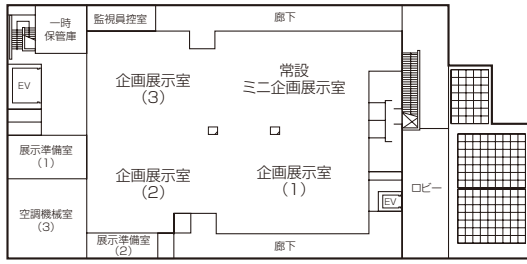 一時
保管庫
監視員控室
廊下
EV
企画展示室
（3）
常設
ミニ企画展示室
展示準備室
（1）
企画展示室
（2）
企画展示室
（1）
ロビー
EV
空調機械室
（3）
展示準備室
（2）
廊下